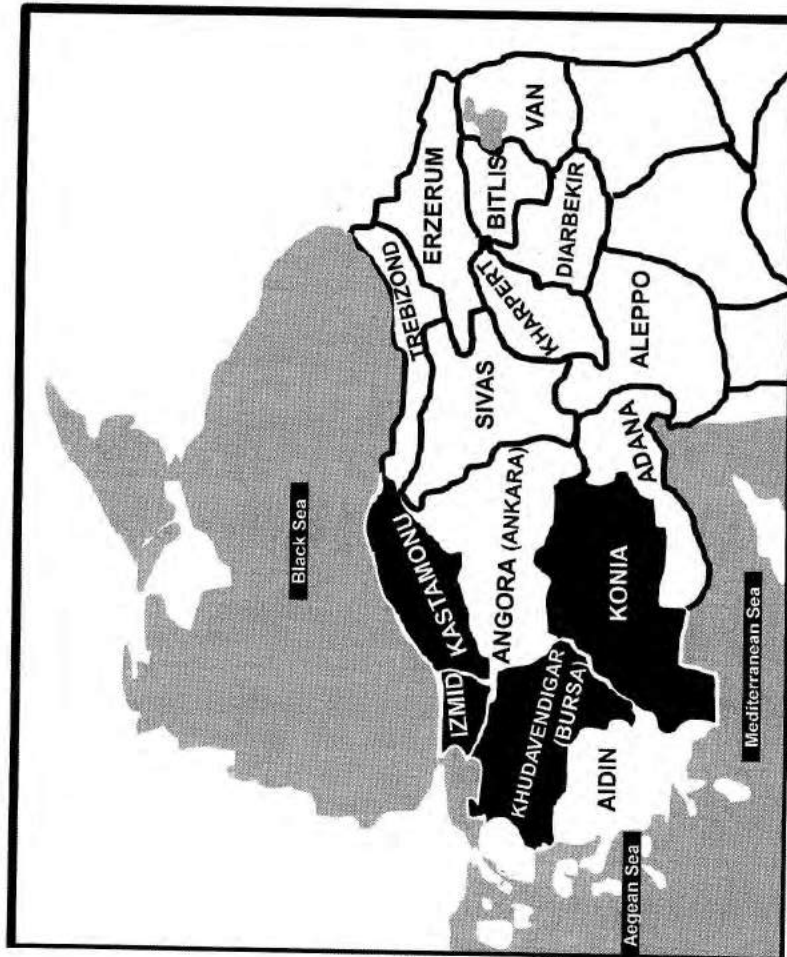 Black Sea
TREBIZOND
ERZERUM
VAN
BITLIS
KASTAMONU
IZMID
SIVAS
KHARPERT
DIARBEKIR
ANGORA (ANKARA)
KHUDAVENDIGAR
(BURSA)
AIDIN
KONIA
ADANA
ALEPPO
Aegean Sea
Mediterranean Sea